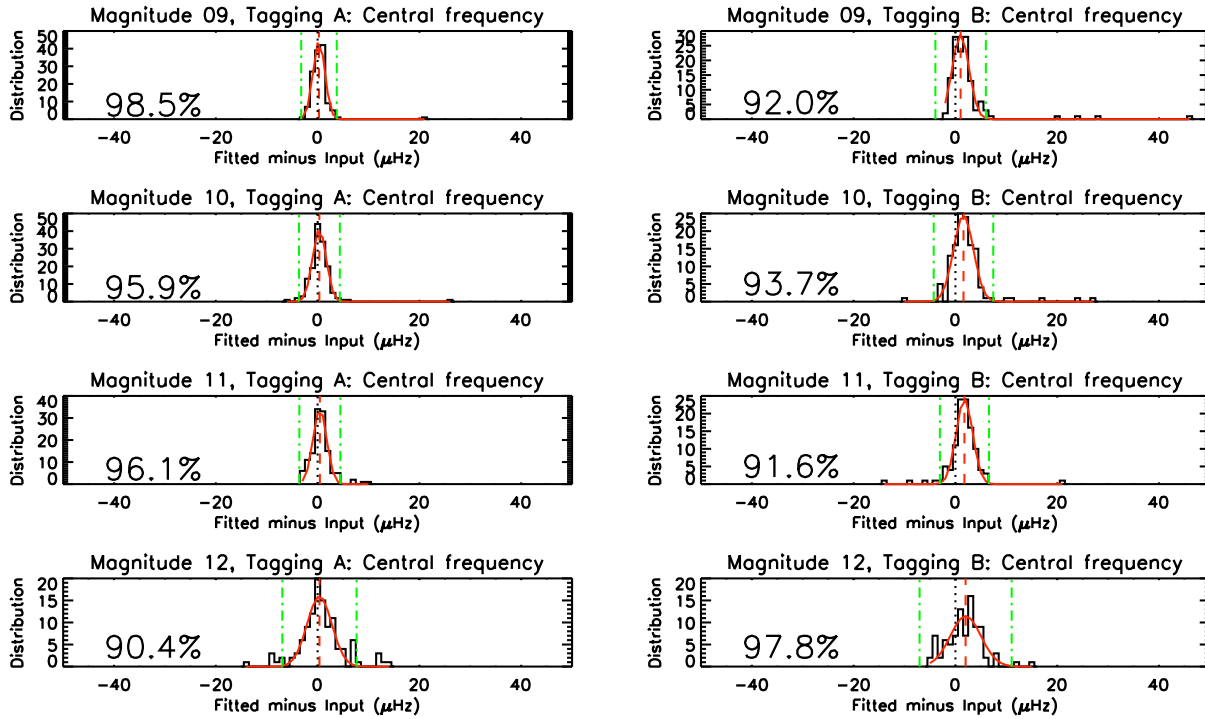 Magnitude 09, Tagging A: Central frequency
Distribution
50
40
30
20
10
0
98.5%
-40 -20 0 20 40
Fitted minus Input (μHz)
Magnitude 09, Tagging B: Central frequency
Distribution
30
25
20
15
10
5
0
92.0%
-40 -20 0 20 40
Fitted minus Input (μHz)
Magnitude 10, Tagging A: Central frequency
Distribution
50
40
30
20
10
0
95.9%
-40 -20 0 20 40
Fitted minus Input (μHz)
Magnitude 10, Tagging B: Central frequency
Distribution
25
20
15
10
5
0
93.7%
-40 -20 0 20 40
Fitted minus Input (μHz)
Magnitude 11, Tagging A: Central frequency
Distribution
40
30
20
10
0
96.1%
-40 -20 0 20 40
Fitted minus Input (μHz)
Magnitude 11, Tagging B: Central frequency
Distribution
25
20
15
10
5
0
91.6%
-40 -20 0 20 40
Fitted minus Input (μHz)
Magnitude 12, Tagging A: Central frequency
Distribution
20
15
10
5
0
90.4%
-40 -20 0 20 40
Fitted minus Input (μHz)
Magnitude 12, Tagging B: Central frequency
Distribution
20
15
10
5
0
97.8%
-40 -20 0 20 40
Fitted minus Input (μHz)